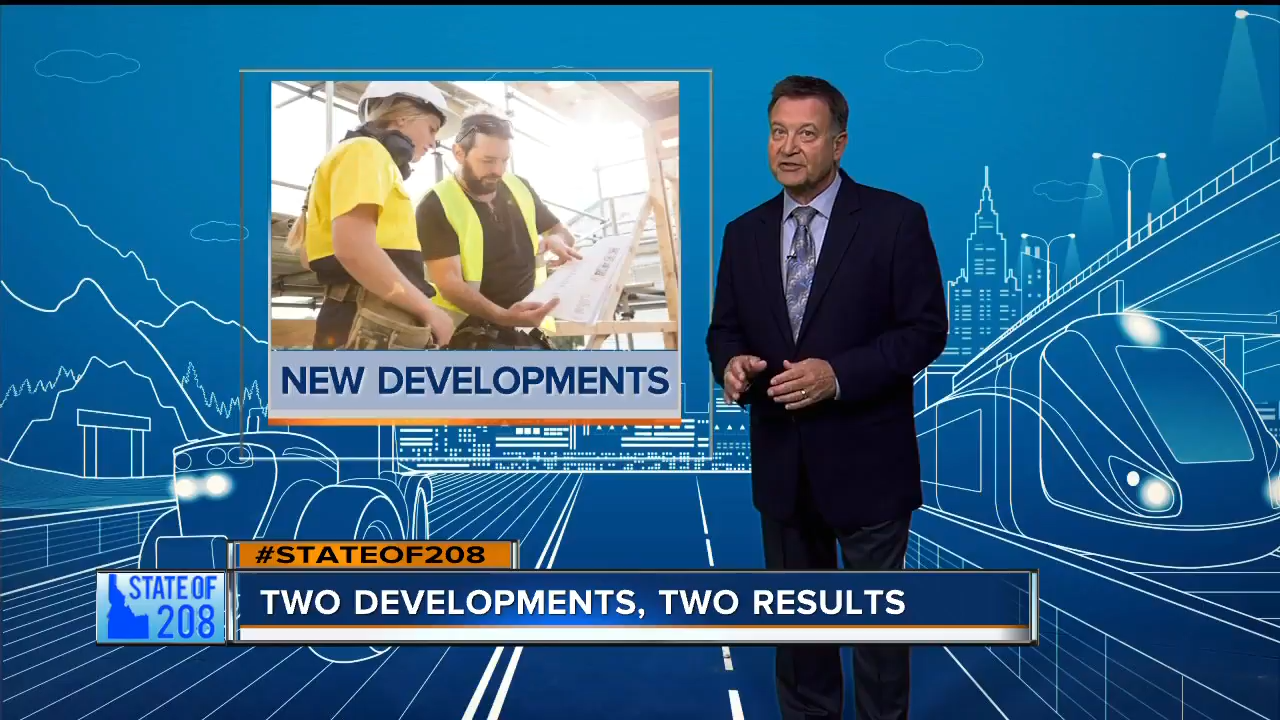 NEW DEVELOPMENTS
#STATEOF208
STATE OF
208
TWO DEVELOPMENTS, TWO RESULTS